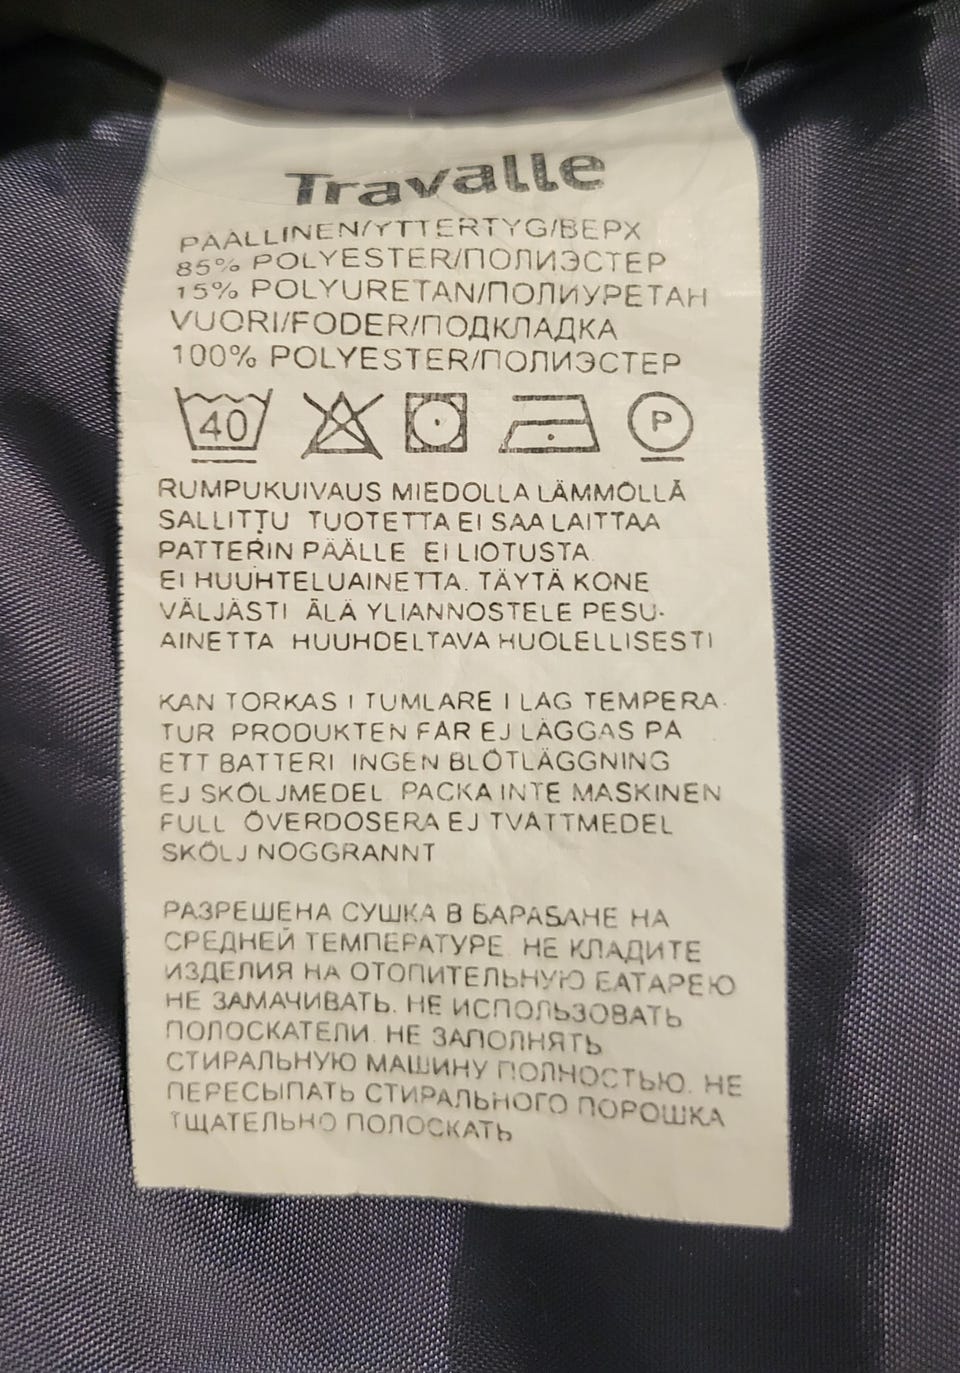 Travalle
PÄÄLLINEN/YTTERTYG/ВЕРХ
85% POLYESTER/ПОЛИЭСТЕР
15% POLYURETAN/ПОЛИУРЕТАН
VUORI/FODER/ПОДКЛАДКА
100% POLYESTER/ПОЛИЭСТЕР
40 P
RUMPUKUIVAUS MIEDOLLA LÄMMÖLLÄ
SALLITTU TUOTETTA EI SAA LAITTAA
PATTERIN PÄÄLLE EI LIOTUSTA
EI HUUHTELUAINETTA. TÄYTÄ KONE
VÄLJÄSTI ÄLÄ YLIANNOSTELE PESU-
AINETTA HUUHDELTAVA HUOLELLISESTI
KAN TORKAS I TUMLARE I LAG TEMPERA-
TUR PRODUKTEN FÅR EJ LÄGGAS PÅ
ETT BATTERI INGEN BLÖTLÄGGNING
EJ SKÖLJMEDEL PACKA INTE MASKINEN
FULL ÖVERDOSERA EJ TVÄTTMEDEL
SKÖLJ NOGGRANNT
РАЗРЕШЕНА СУШКА В БАРАБАНЕ НА
СРЕДНЕЙ ТЕМПЕРАТУРЕ НЕ КЛАДИТЕ
ИЗДЕЛИЯ НА ОТОПИТЕЛЬНУЮ БАТАРЕЮ
НЕ ЗАМАЧИВАТЬ. НЕ ИСПОЛЬЗОВАТЬ
ПОЛОСКАТЕЛИ НЕ ЗАПОЛНЯТЬ
СТИРАЛЬНУЮ МАШИНУ ПОЛНОСТЬЮ. НЕ
ПЕРЕСЫПАТЬ СТИРАЛЬНОГО ПОРОШКА
ТЩАТЕЛЬНО ПОЛОСКАТЬ